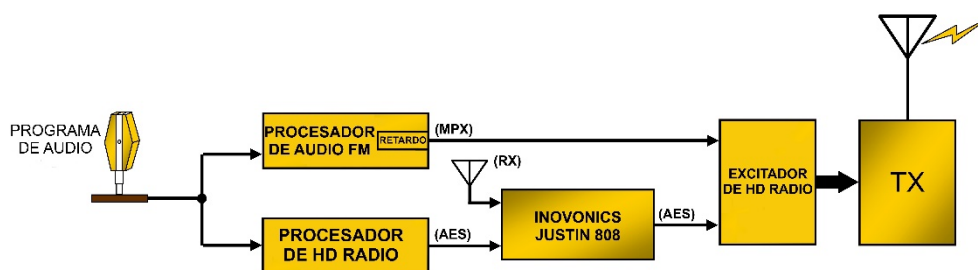 PROGRAMA
DE AUDIO
PROCESADOR
DE AUDIO FM
RETARDO
(MPX)
(RX)
PROCESADOR
DE HD RADIO
(AES)
INOVONICS
JUSTIN 808
(AES)
EXCITADOR
DE HD RADIO
TX